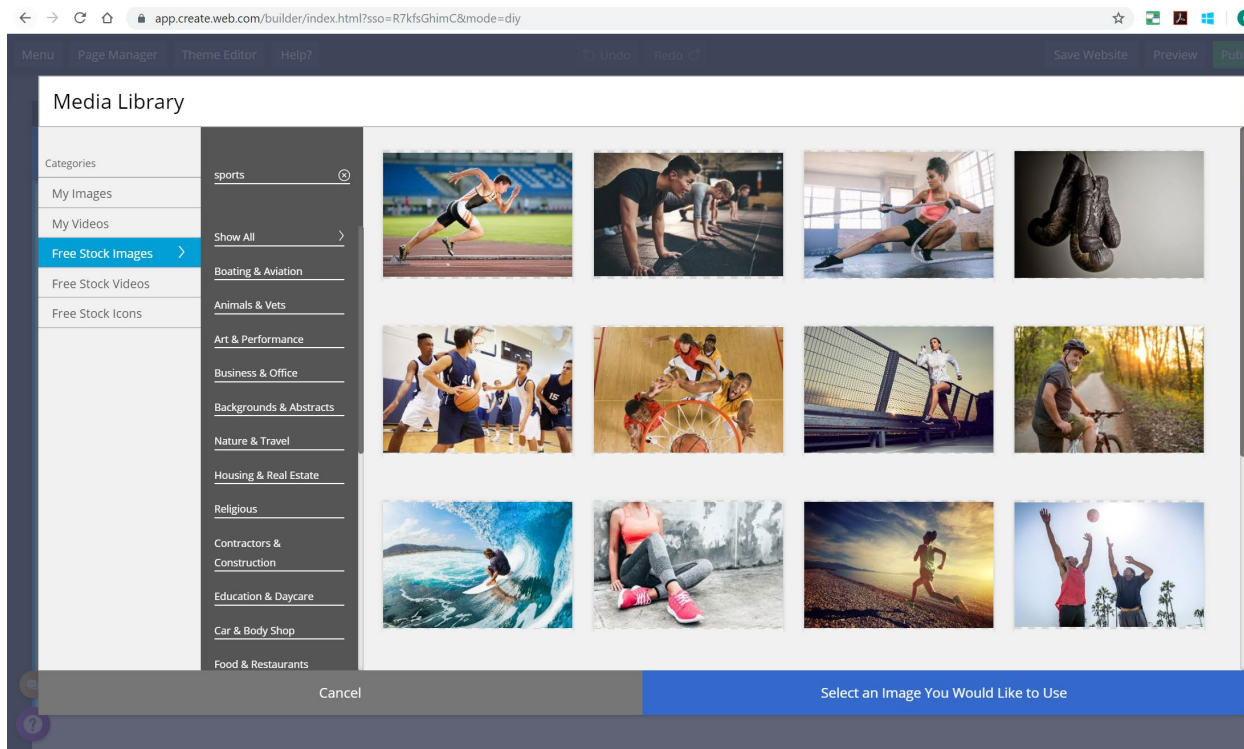 app.create.web.com/builder/index.html?sso=R7kfsGhimC&mode=diy
Menu Page Manager Theme Editor Help? Undo Redo Save Website Preview
Media Library
Categories
My Images
My Videos
Free Stock Images
Free Stock Videos
Free Stock Icons
sports
Show All
Boating & Aviation
Animals & Vets
Art & Performance
Business & Office
Backgrounds & Abstracts
Nature & Travel
Housing & Real Estate
Religious
Contractors &
Construction
Education & Daycare
Car & Body Shop
Food & Restaurants
Cancel
Select an Image You Would Like to Use